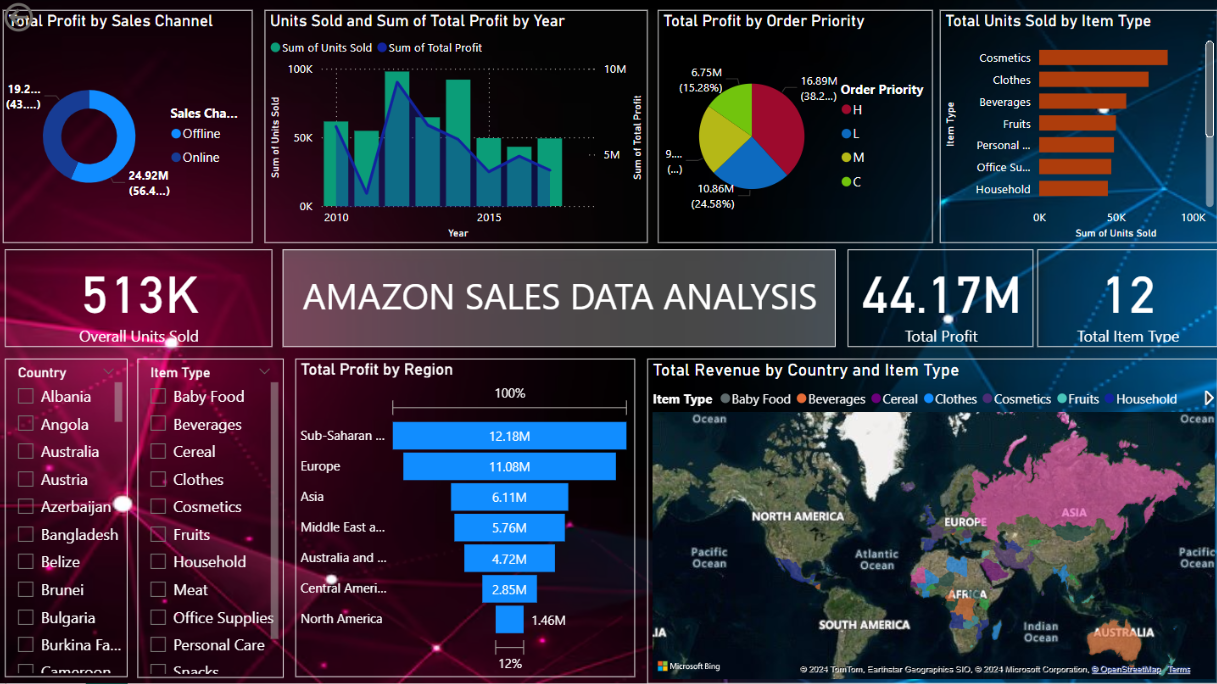 Total Profit by Sales Channel
19.2...
(43....)
Sales Cha...
Offline
Online
24.92M
(56.4...)
Units Sold and Sum of Total Profit by Year
Sum of Units Sold
Sum of Total Profit
100K
50K
0K
Sum of Units Sold
10M
5M
Sum of Total Profit
2010
2015
Year
Total Profit by Order Priority
6.75M
(15.28%)
16.89M
(38.2...)
9....
(...)
10.86M
(24.58%)
Order Priority
H
L
M
C
Total Units Sold by Item Type
Item Type
Cosmetics
Clothes
Beverages
Fruits
Personal ...
Office Su...
Household
0K
50K
100K
Sum of Units Sold
513K
Overall Units Sold
AMAZON SALES DATA ANALYSIS
44.17M
Total Profit
12
Total Item Type
Country
Albania
Angola
Australia
Austria
Azerbaijan
Bangladesh
Belize
Brunei
Bulgaria
Burkina Fa...
Cameroon
Item Type
Baby Food
Beverages
Cereal
Clothes
Cosmetics
Fruits
Household
Meat
Office Supplies
Personal Care
Snacks
Total Profit by Region
100%
Sub-Saharan ... 12.18M
Europe 11.08M
Asia 6.11M
Middle East a... 5.76M
Australia and ... 4.72M
Central Ameri... 2.85M
North America 1.46M
12%
Total Revenue by Country and Item Type
Item Type Baby Food Beverages Cereal Clothes Cosmetics Fruits Household
Ocean
Ocean
NORTH AMERICA
EUROPE
ASIA
Pacific
Ocean
Atlantic
Ocean
Pacific
Ocean
AFRICA
SOUTH AMERICA
Indian
Ocean
LIA
AUSTRALIA
Microsoft Bing
© 2024 TomTom, Earthstar Geographics SIO, © 2024 Microsoft Corporation, © OpenStreetMap Terms